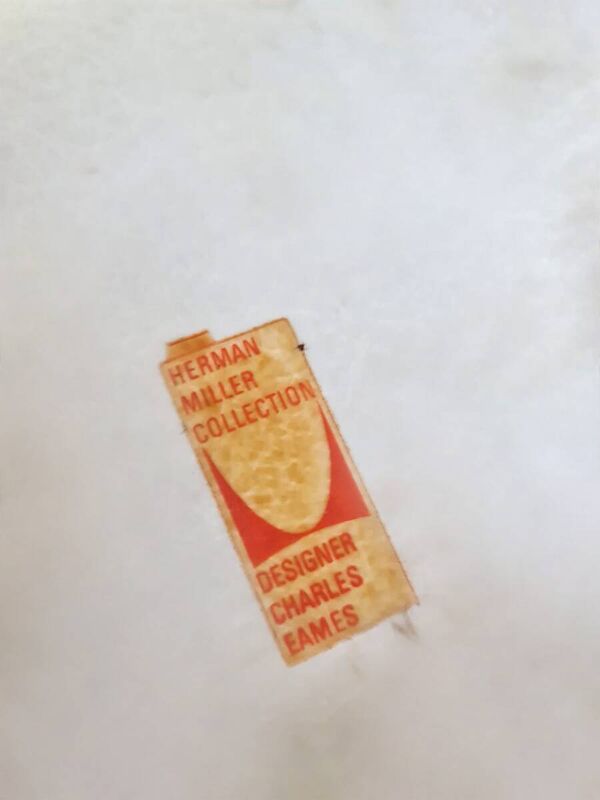 HERMAN
MILLER
COLLECTION
DESIGNER
CHARLES
EAMES